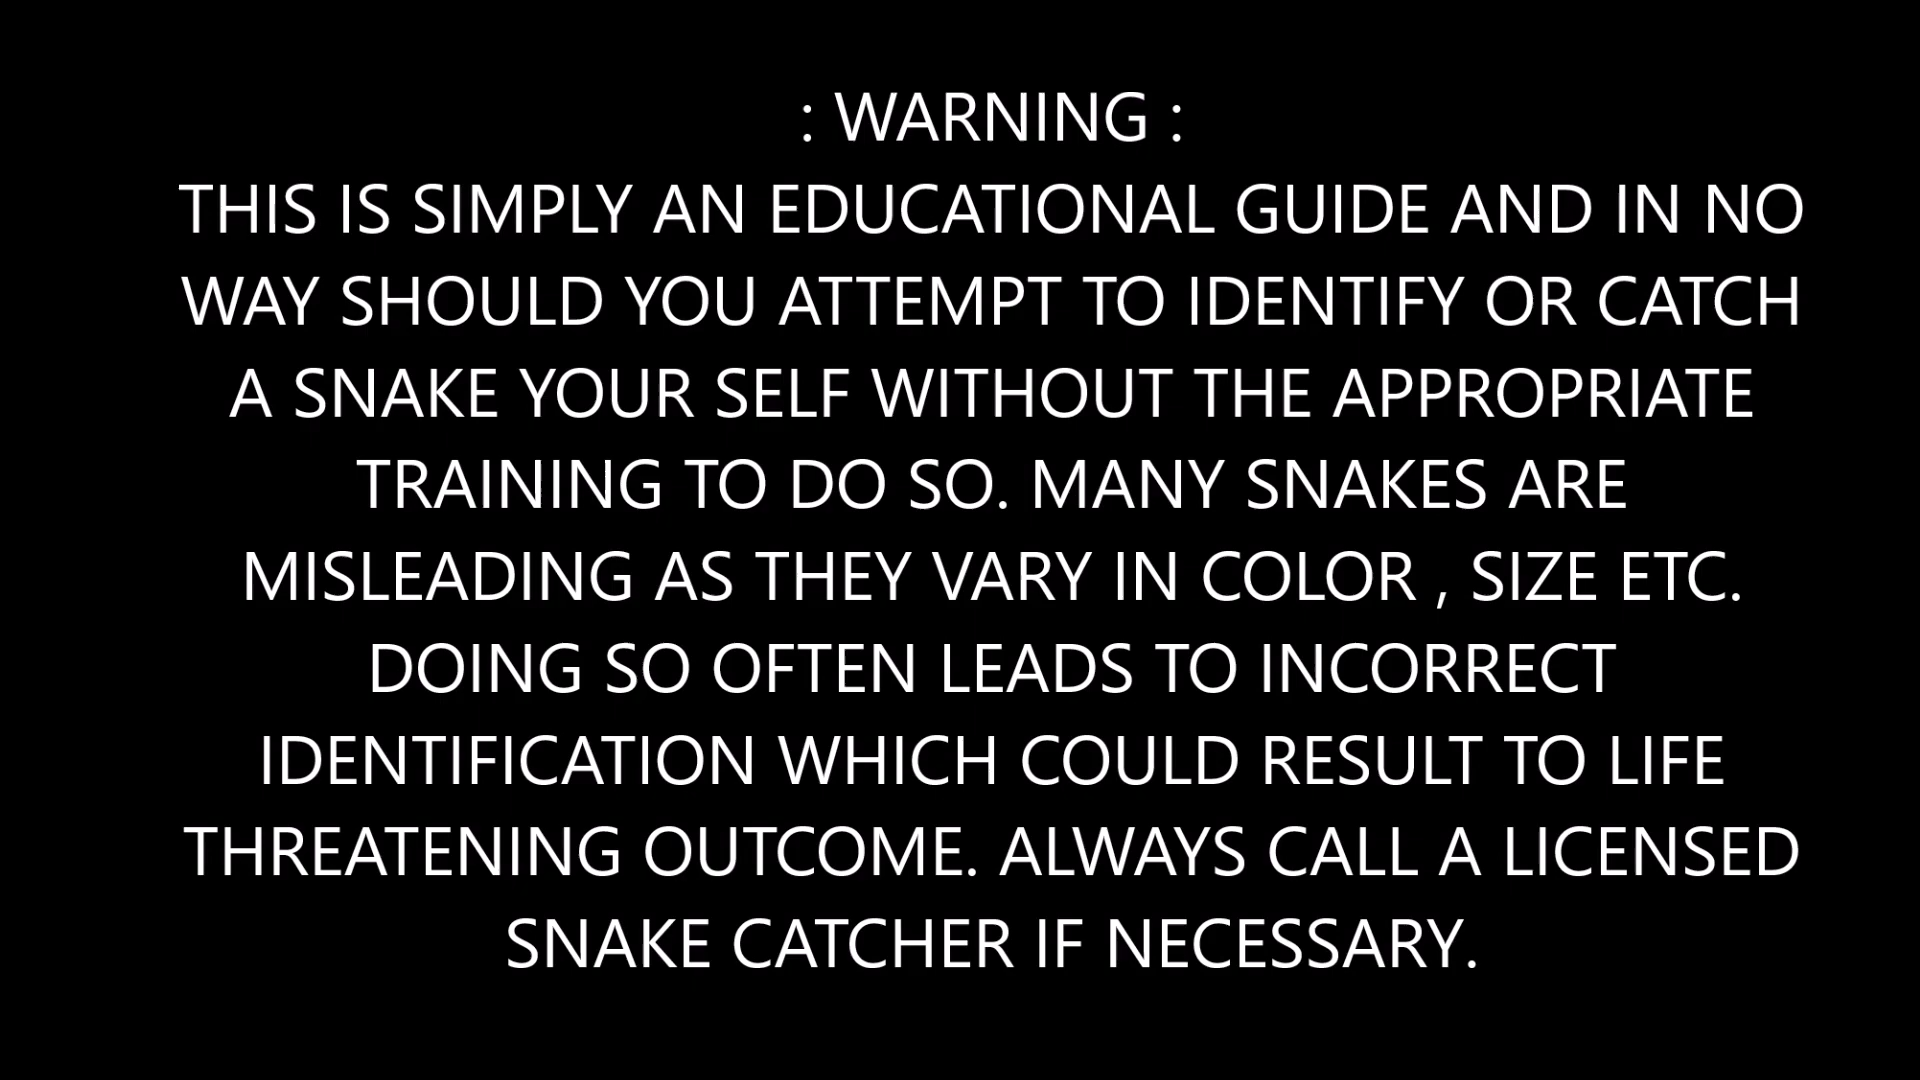 : WARNING :
THIS IS SIMPLY AN EDUCATIONAL GUIDE AND IN NO
WAY SHOULD YOU ATTEMPT TO IDENTIFY OR CATCH
A SNAKE YOUR SELF WITHOUT THE APPROPRIATE
TRAINING TO DO SO. MANY SNAKES ARE
MISLEADING AS THEY VARY IN COLOR , SIZE ETC.
DOING SO OFTEN LEADS TO INCORRECT
IDENTIFICATION WHICH COULD RESULT TO LIFE
THREATENING OUTCOME. ALWAYS CALL A LICENSED
SNAKE CATCHER IF NECESSARY.